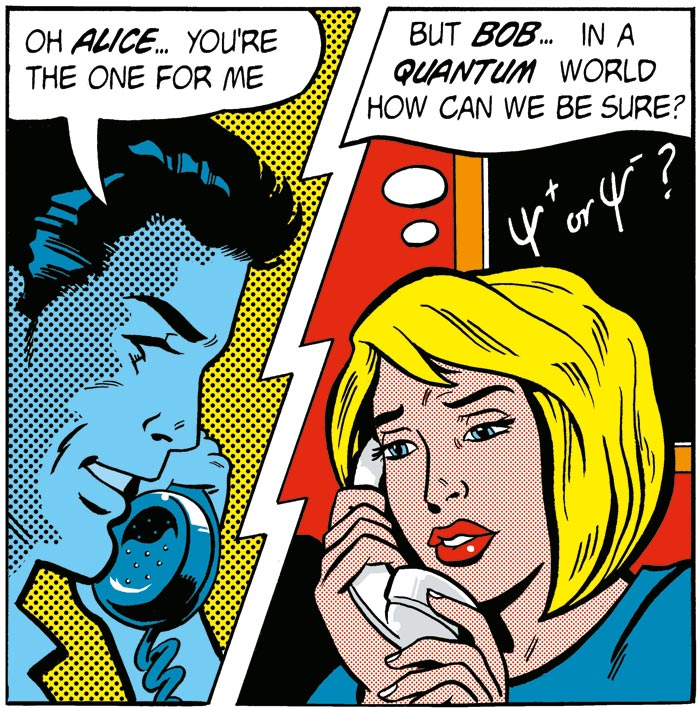 OH ALICE... YOU'RE
THE ONE FOR ME
BUT BOB... IN A
QUANTUM WORLD
HOW CAN WE BE SURE?
Ψ⁺ or Ψ⁻ ?